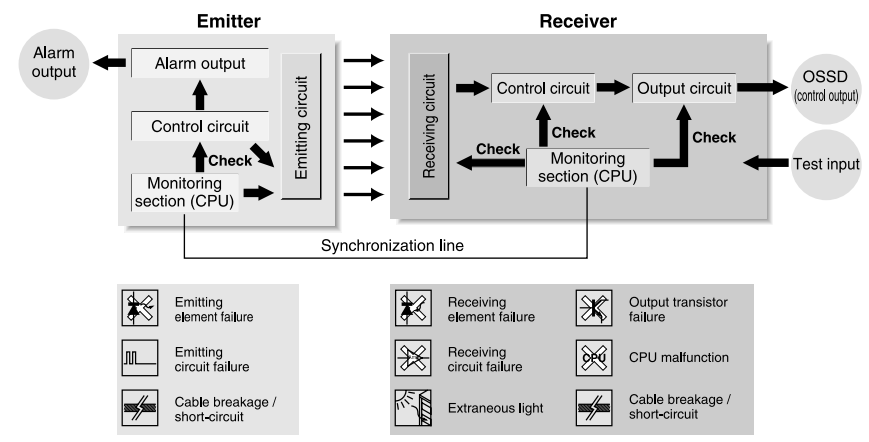 Emitter
Receiver
Alarm
output
Alarm output
Control circuit
Check
Monitoring
section (CPU)
Emitting circuit
Receiving circuit
Control circuit
Output circuit
Check
Check
Check
Monitoring
section (CPU)
OSSD
(control output)
Test input
Synchronization line
Emitting
element failure
Emitting
circuit failure
Cable breakage /
short-circuit
Receiving
element failure
Receiving
circuit failure
Extraneous light
Output transistor
failure
CPU
CPU malfunction
Cable breakage /
short-circuit